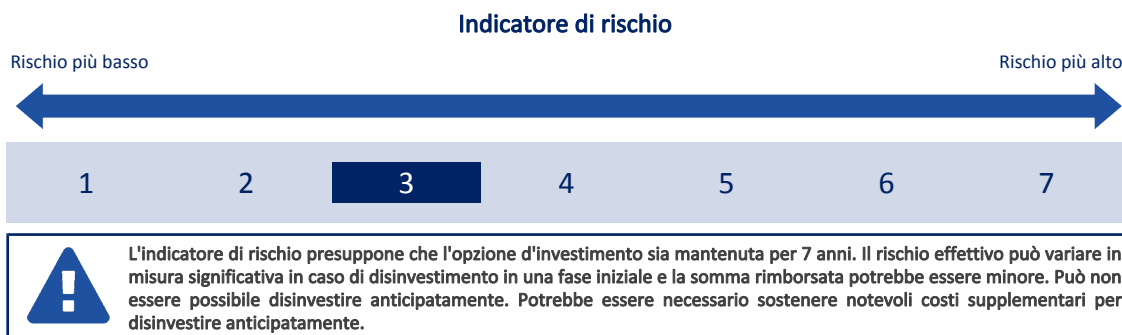 Indicatore di rischio
Rischio più basso
Rischio più alto
1 2 3 4 5 6 7
L'indicatore di rischio presuppone che l'opzione d'investimento sia mantenuta per 7 anni. Il rischio effettivo può variare in
misura significativa in caso di disinvestimento in una fase iniziale e la somma rimborsata potrebbe essere minore. Può non
essere possibile disinvestire anticipatamente. Potrebbe essere necessario sostenere notevoli costi supplementari per
disinvestire anticipatamente.